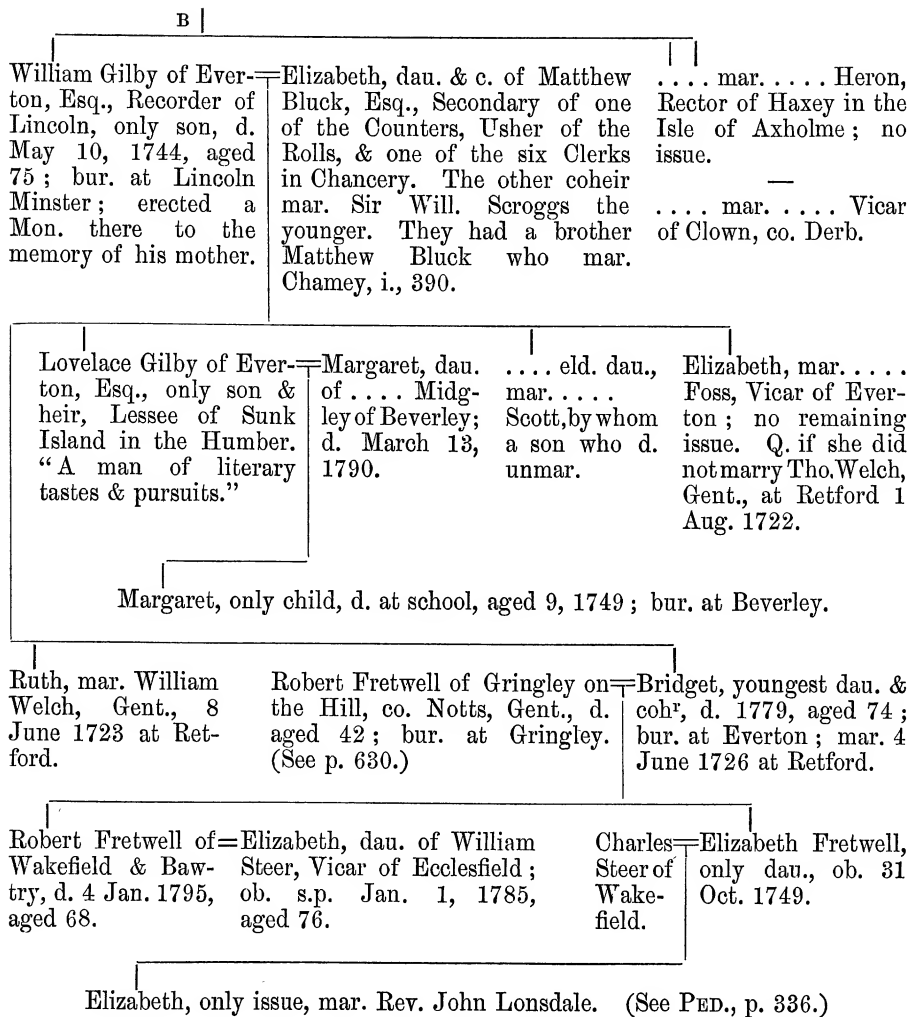 B
William Gilby of Ever-
ton, Esq., Recorder of
Lincoln, only son, d.
May 10, 1744, aged
75 ; bur. at Lincoln
Minster ; erected a
Mon. there to the
memory of his mother.
Elizabeth, dau. & c. of Matthew
Bluck, Esq., Secondary of one
of the Counters, Usher of the
Rolls, & one of the six Clerks
in Chancery. The other coheir
mar. Sir Will. Scroggs the
younger. They had a brother
Matthew Bluck who mar.
Chamey, i., 390.
. . . . mar. . . . . Heron,
Rector of Haxey in the
Isle of Axholme ; no
issue.
—
. . . . mar. . . . . Vicar
of Clown, co. Derb.
Lovelace Gilby of Ever-
ton, Esq., only son &
heir, Lessee of Sunk
Island in the Humber.
“ A man of literary
tastes & pursuits.”
Margaret, dau.
of . . . . Midg-
ley of Beverley;
d. March 13,
1790.
. . . . eld. dau.,
mar. . . . .
Scott, by whom
a son who d.
unmar.
Elizabeth, mar. . . . .
Foss, Vicar of Ever-
ton ; no remaining
issue. Q. if she did
not marry Tho. Welch,
Gent., at Retford 1
Aug. 1722.
Margaret, only child, d. at school, aged 9, 1749 ; bur. at Beverley.
Ruth, mar. William
Welch, Gent., 8
June 1723 at Ret-
ford.
Robert Fretwell of Gringley on
the Hill, co. Notts, Gent., d.
aged 42 ; bur. at Gringley.
(See p. 630.)
Bridget, youngest dau. &
cohʳ, d. 1779, aged 74 ;
bur. at Everton ; mar. 4
June 1726 at Retford.
Robert Fretwell of
Wakefield & Baw-
try, d. 4 Jan. 1795,
aged 68.
Elizabeth, dau. of William
Steer, Vicar of Ecclesfield ;
ob. s.p. Jan. 1, 1785,
aged 76.
Charles
Steer of
Wake-
field.
Elizabeth Fretwell,
only dau., ob. 31
Oct. 1749.
Elizabeth, only issue, mar. Rev. John Lonsdale. (See PED., p. 336.)